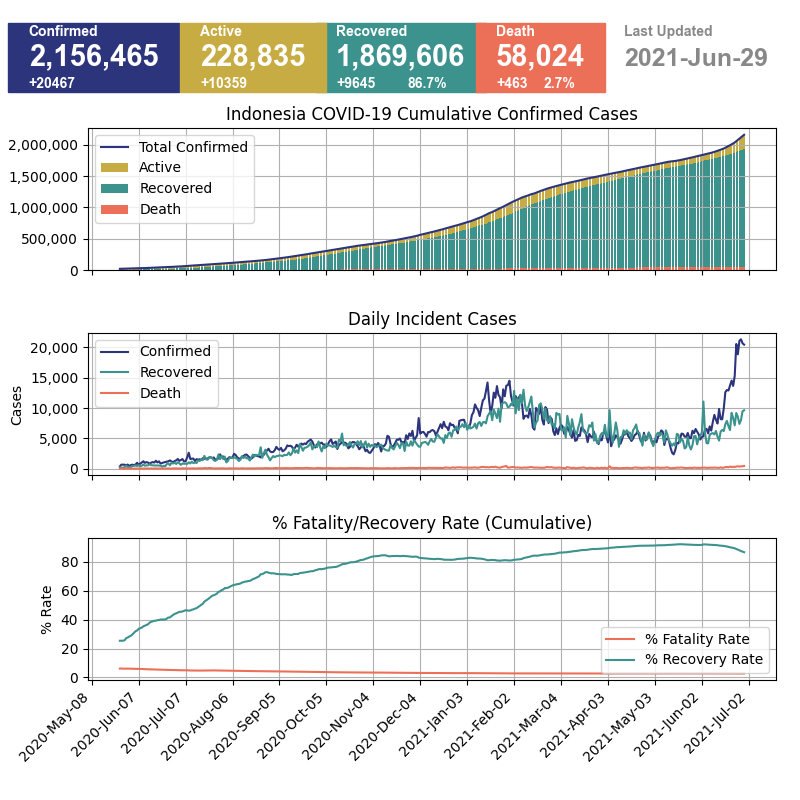 Confirmed Active Recovered Death Last Updated
2,156,465 228,835 1,869,606 58,024 2021-Jun-29
+20467 +10359 +9645 86.7% +463 2.7%
Indonesia COVID-19 Cumulative Confirmed Cases
2,000,000
1,500,000
1,000,000
500,000
0
Total Confirmed
Active
Recovered
Death
Daily Incident Cases
Cases
20,000
15,000
10,000
5,000
0
Confirmed
Recovered
Death
% Fatality/Recovery Rate (Cumulative)
% Rate
80
60
40
20
0
% Fatality Rate
% Recovery Rate
2020-May-08
2020-Jun-07
2020-Jul-07
2020-Aug-06
2020-Sep-05
2020-Oct-05
2020-Nov-04
2020-Dec-04
2021-Jan-03
2021-Feb-02
2021-Mar-04
2021-Apr-03
2021-May-03
2021-Jun-02
2021-Jul-02